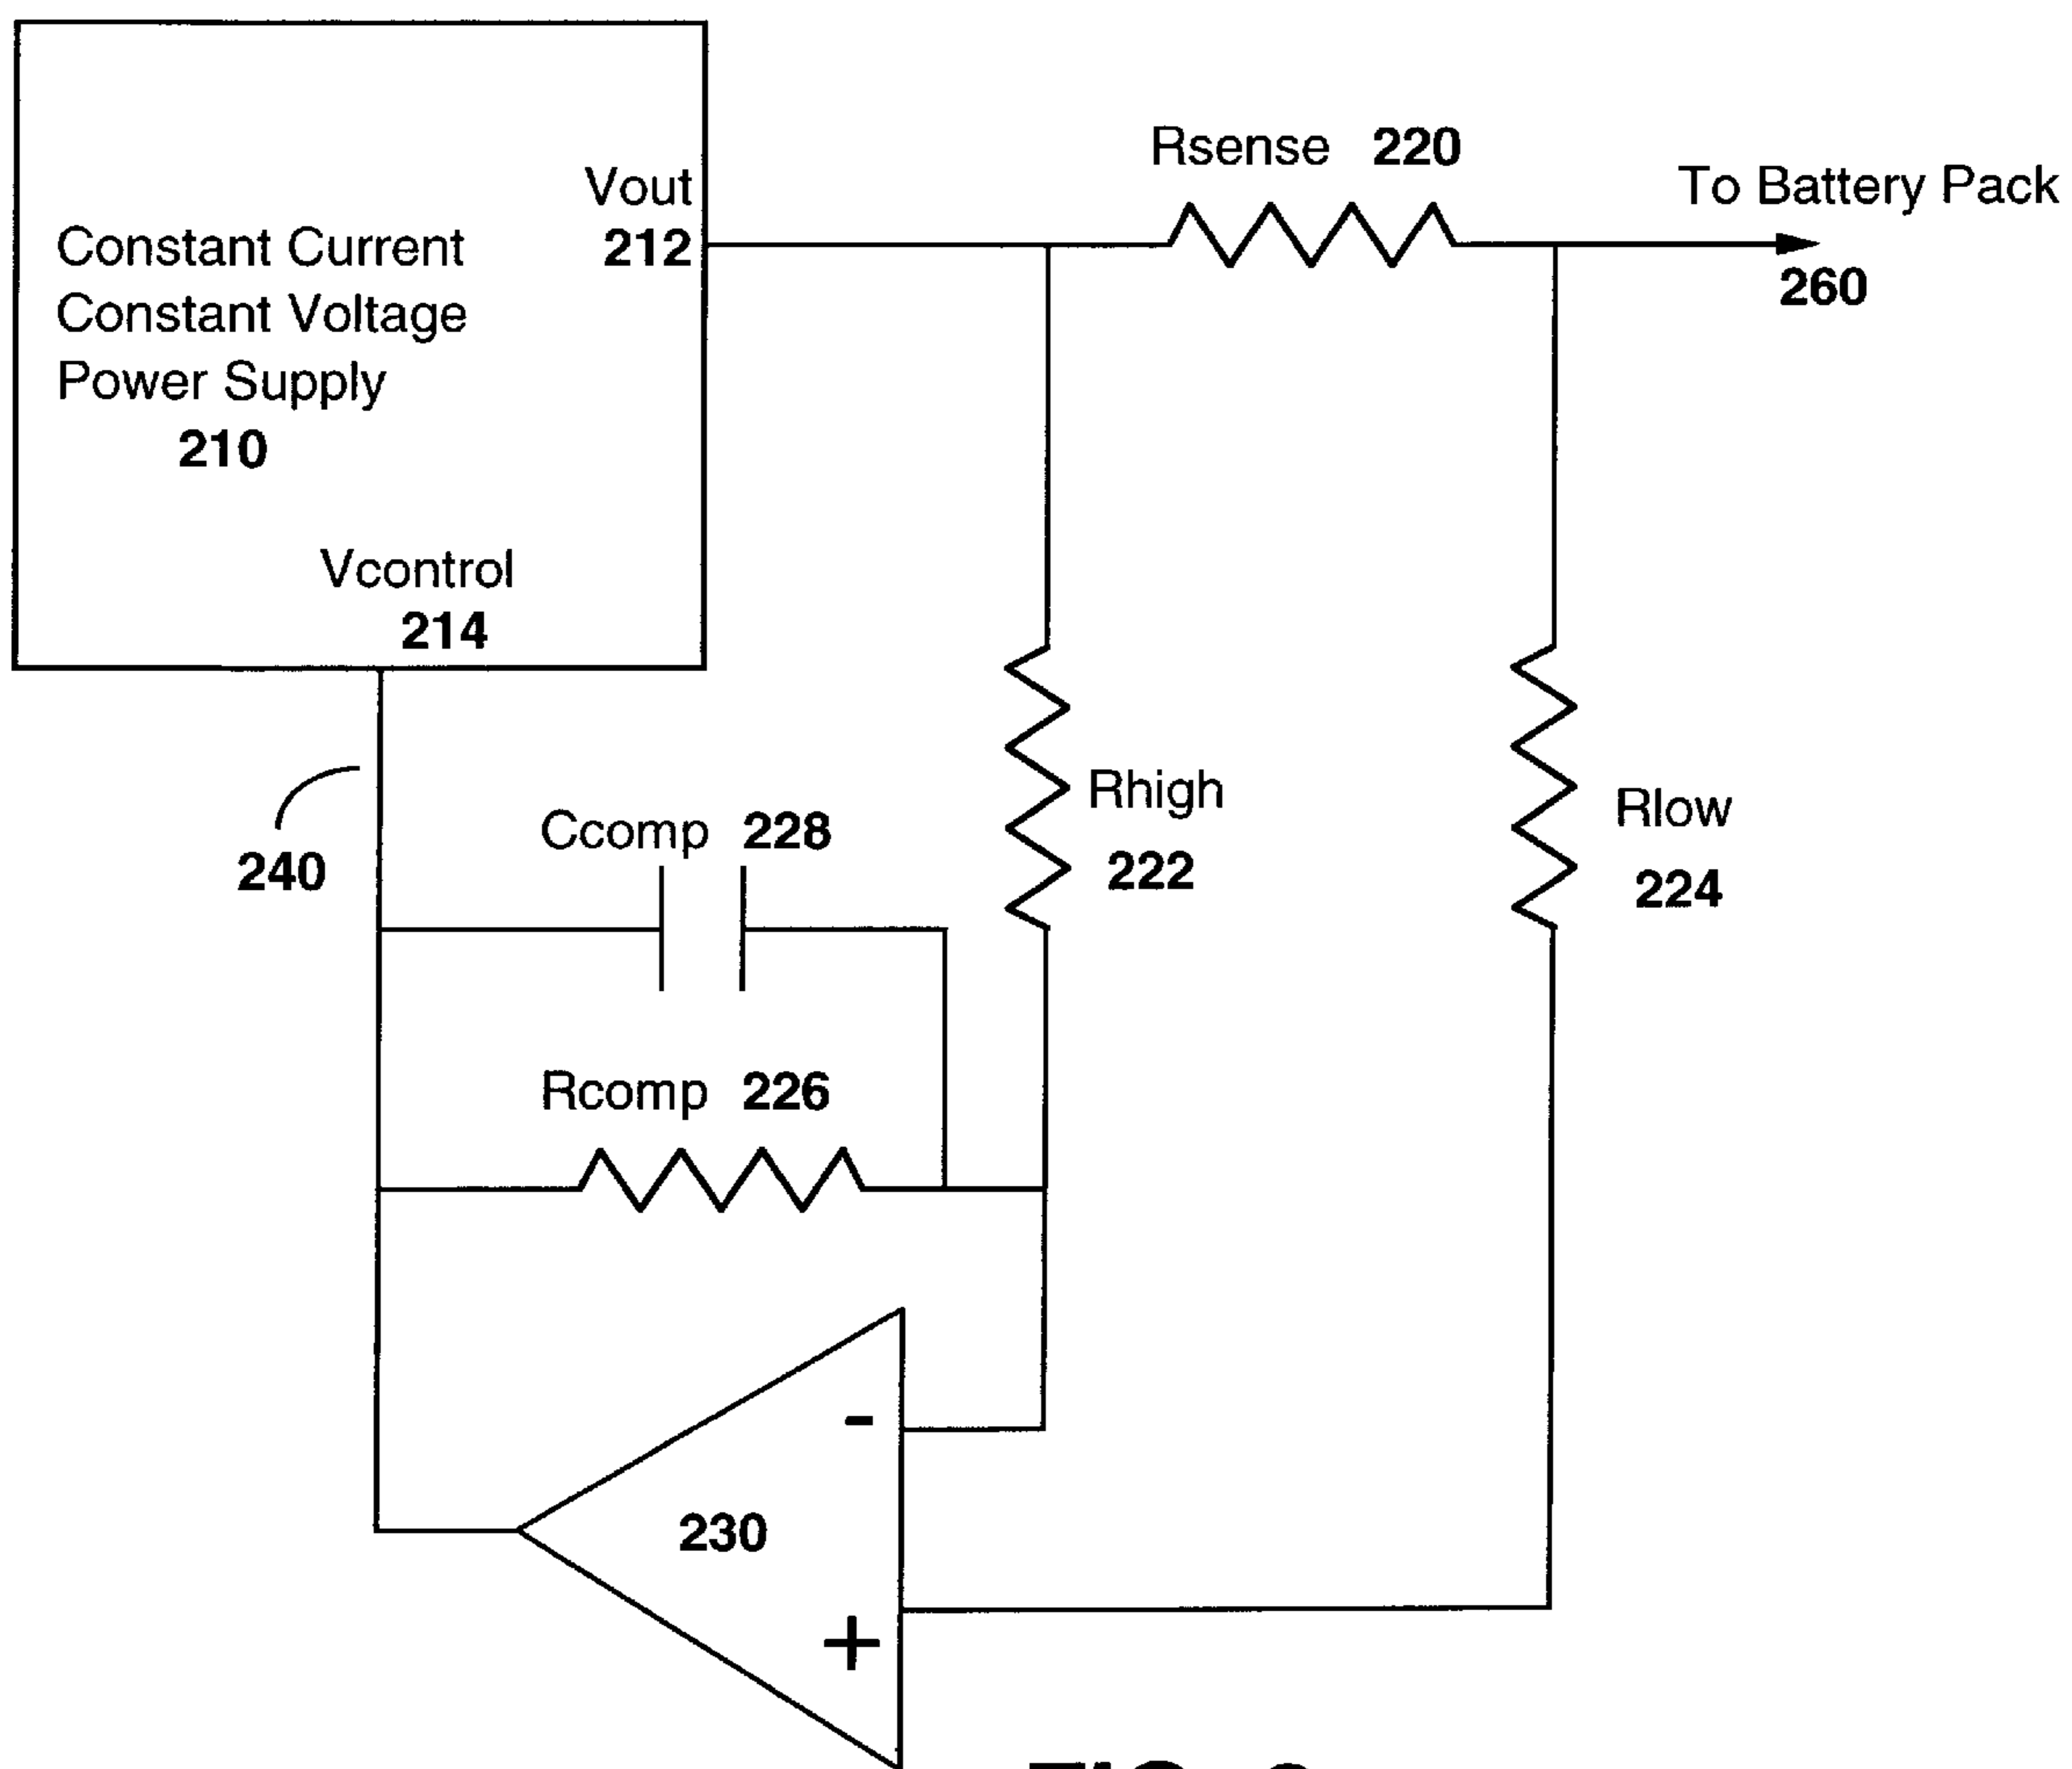 Vout
212
Constant Current
Constant Voltage
Power Supply
210
Vcontrol
214
Rsense 220
To Battery Pack
260
240
Ccomp 228
Rhigh
222
Rlow
224
Rcomp 226
-
230
+